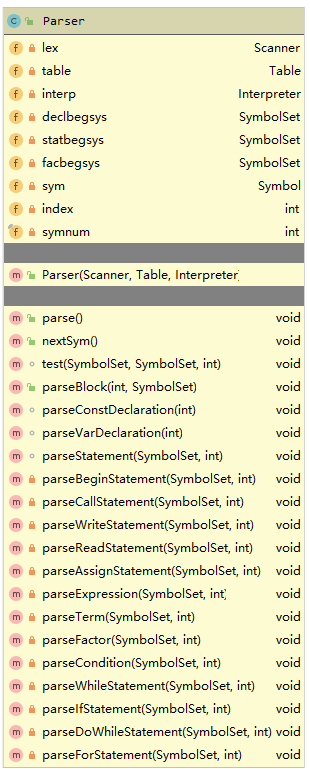 C Parser
f lex Scanner
f table Table
f interp Interpreter
f declbegsys SymbolSet
f statbegsys SymbolSet
f facbegsys SymbolSet
f sym Symbol
f index int
f symnum int
m Parser(Scanner, Table, Interpreter
m parse() void
m nextSym() void
m test(SymbolSet, SymbolSet, int) void
m parseBlock(int, SymbolSet) void
m parseConstDeclaration(int) void
m parseVarDeclaration(int) void
m parseStatement(SymbolSet, int) void
m parseBeginStatement(SymbolSet, int) void
m parseCallStatement(SymbolSet, int) void
m parseWriteStatement(SymbolSet, int) void
m parseReadStatement(SymbolSet, int) void
m parseAssignStatement(SymbolSet, int) void
m parseExpression(SymbolSet, int) void
m parseTerm(SymbolSet, int) void
m parseFactor(SymbolSet, int) void
m parseCondition(SymbolSet, int) void
m parseWhileStatement(SymbolSet, int) void
m parseIfStatement(SymbolSet, int) void
m parseDoWhileStatement(SymbolSet, int) void
m parseForStatement(SymbolSet, int) void